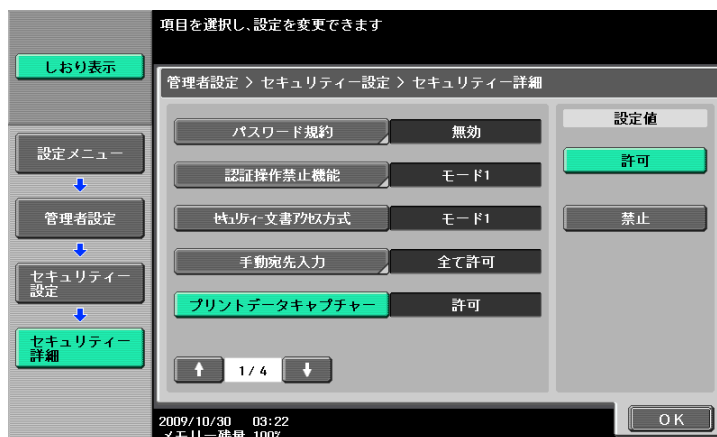 項目を選択し､設定を変更できます
しおり表示
管理者設定 > セキュリティー設定 > セキュリティー詳細
設定メニュー
管理者設定
セキュリティー
設定
セキュリティー
詳細
パスワード規約 無効
認証操作禁止機能 モード1
ｾｷｭﾘﾃｨｰ文書ｱｸｾｽ方式 モード1
手動宛先入力 全て許可
プリントデータキャプチャー 許可
↑ 1/ 4 ↓
設定値
許可
禁止
2009/10/30 03:22
メモリー残量 100%
OK